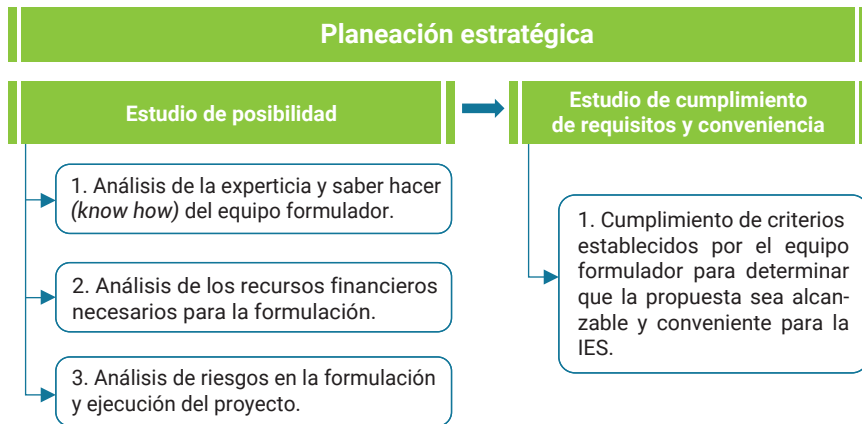 Planeación estratégica
Estudio de posibilidad
1. Análisis de la experticia y saber hacer
(know how) del equipo formulador.
2. Análisis de los recursos financieros
necesarios para la formulación.
3. Análisis de riesgos en la formulación
y ejecución del proyecto.
Estudio de cumplimiento
de requisitos y conveniencia
1. Cumplimiento de criterios
establecidos por el equipo
formulador para determinar
que la propuesta sea alcan-
zable y conveniente para la
IES.